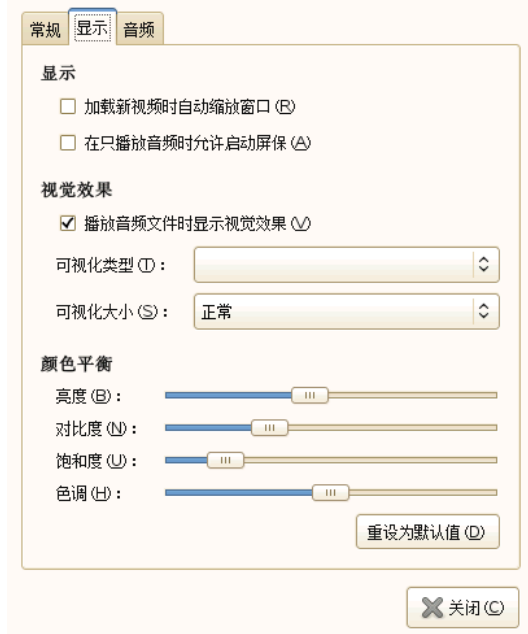 常规 显示 音频
显示
加载新视频时自动缩放窗口(R)
在只播放音频时允许启动屏保(A)
视觉效果
播放音频文件时显示视觉效果(V)
可视化类型(T)：
可视化大小(S)： 正常
颜色平衡
亮度(B)：
对比度(N)：
饱和度(U)：
色调(H)：
重设为默认值(D)
关闭(C)